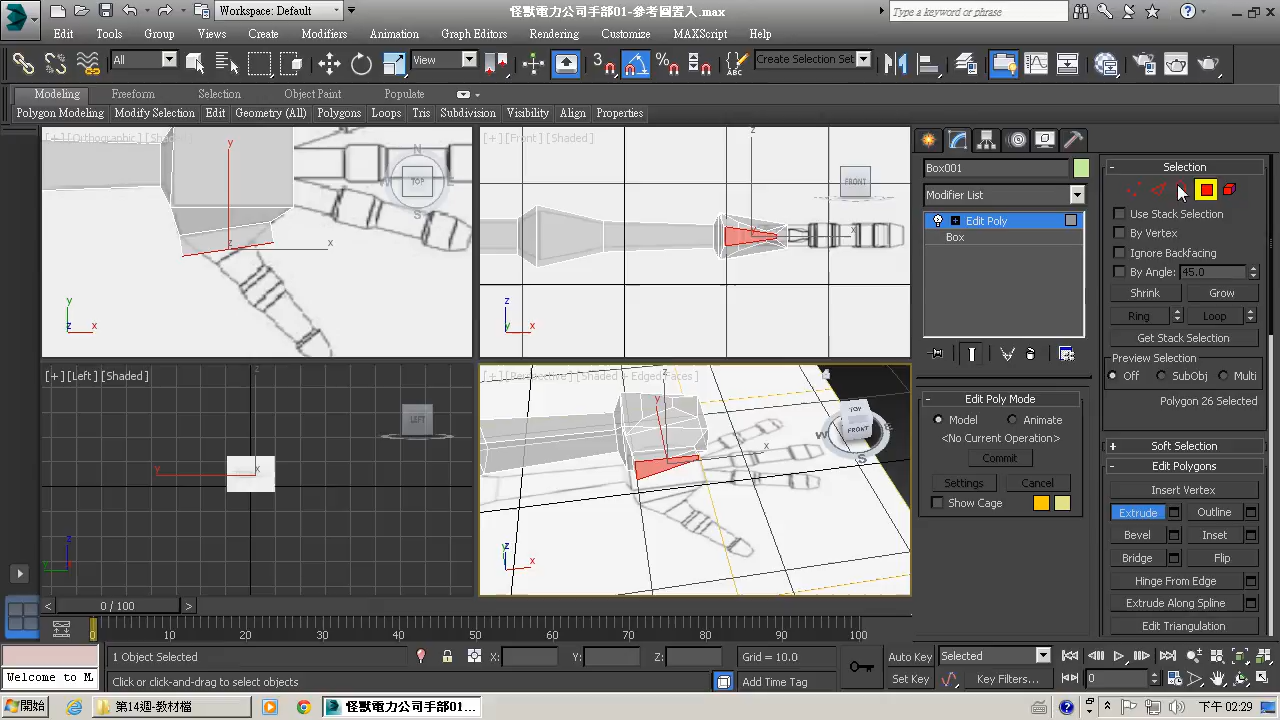 Workspace: Default
怪獸電力公司手部01-參考圖置入.max
Type a keyword or phrase
Edit Tools Group Views Create Modifiers Animation Graph Editors Rendering Customize MAXScript Help
All View Create Selection Set
Modeling Freeform Selection Object Paint Populate
Polygon Modeling Modify Selection Edit Geometry (All) Polygons Loops Tris Subdivision Visibility Align Properties
[+][Orthographic][Shaded]
TOP
[+][Front][Shaded]
FRONT
[+][Left][Shaded]
LEFT
[+][Perspective][Shaded + Edged Faces]
TOP
FRONT
Box001
Modifier List
Edit Poly
Box
Edit Poly Mode
Model Animate
<No Current Operation>
Commit
Settings Cancel
Show Cage
Selection
Use Stack Selection
By Vertex
Ignore Backfacing
By Angle: 45.0
Shrink Grow
Ring Loop
Get Stack Selection
Preview Selection
Off SubObj Multi
Polygon 26 Selected
Soft Selection
Edit Polygons
Insert Vertex
Extrude Outline
Bevel Inset
Bridge Flip
Hinge From Edge
Extrude Along Spline
Edit Triangulation
0 / 100
0 10 20 30 40 50 60 70 80 90 100
1 Object Selected X: Y: Z: Grid = 10.0 Auto Key Selected
Welcome to M Click or click-and-drag to select objects Add Time Tag Set Key Key Filters... 0
開始 第14週-教材檔 怪獸電力公司手部01... 下午 02:29